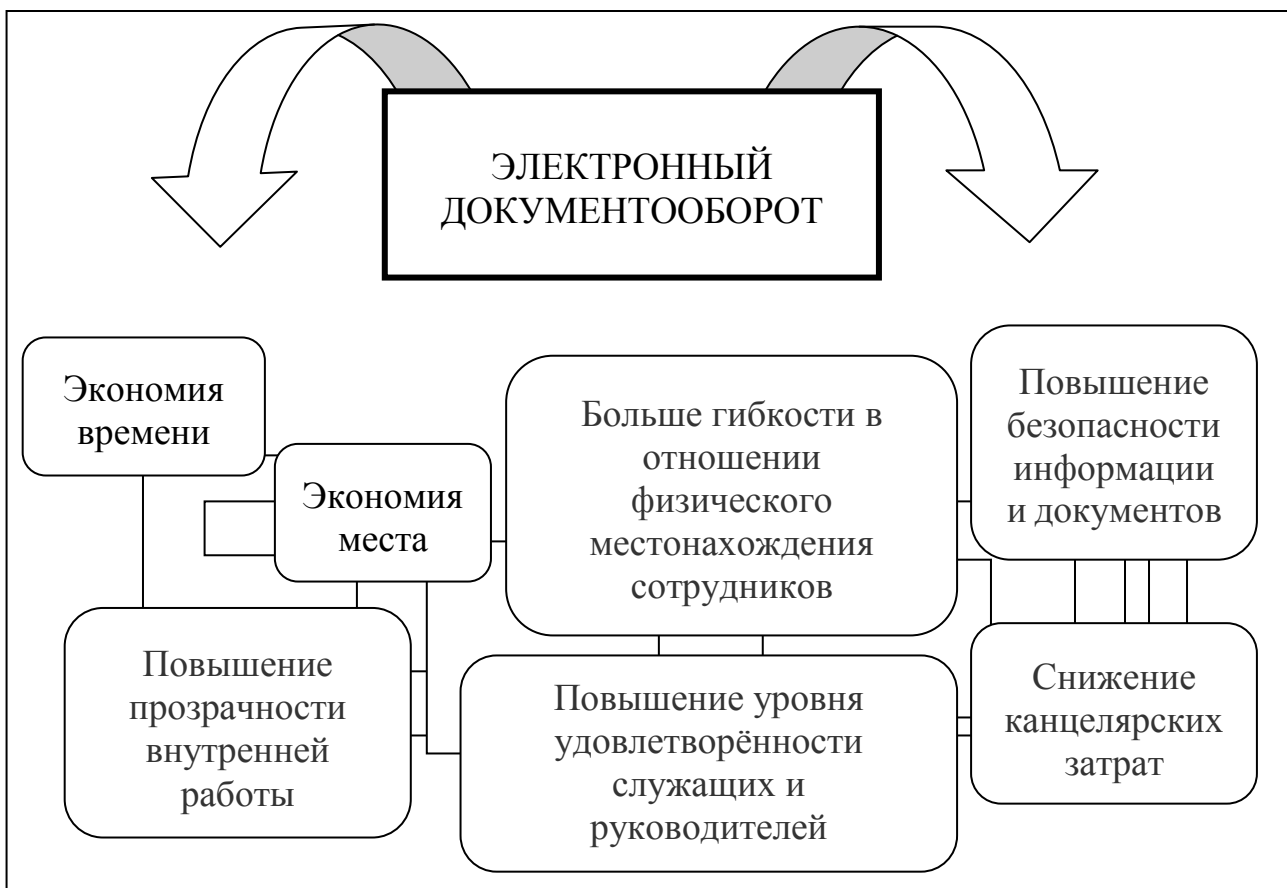 ЭЛЕКТРОННЫЙ
ДОКУМЕНТООБОРОТ
Экономия
времени
Экономия
места
Больше гибкости в
отношении
физического
местонахождения
сотрудников
Повышение
безопасности
информации
и документов
Повышение
прозрачности
внутренней
работы
Повышение уровня
удовлетворённости
служащих и
руководителей
Снижение
канцелярских
затрат